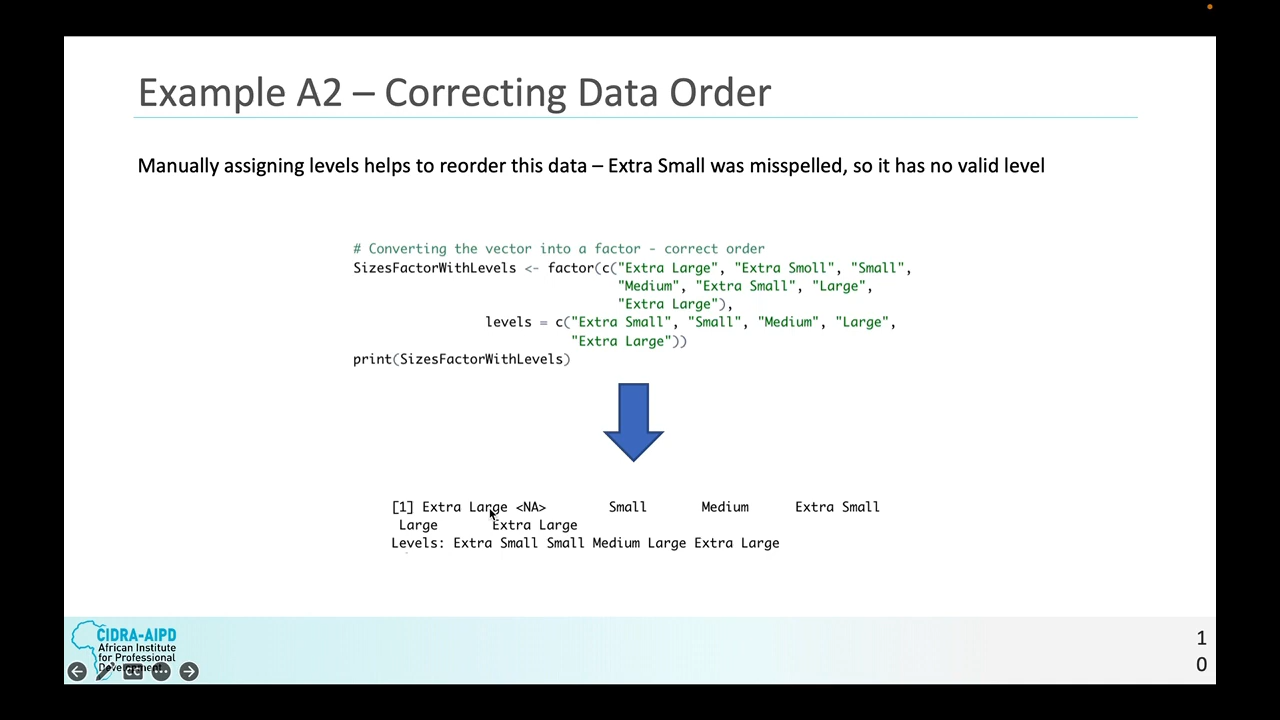 Example A2 – Correcting Data Order
Manually assigning levels helps to reorder this data – Extra Small was misspelled, so it has no valid level
# Converting the vector into a factor - correct order
SizesFactorWithLevels <- factor(c("Extra Large", "Extra Smoll", "Small",
"Medium", "Extra Small", "Large",
"Extra Large"),
levels = c("Extra Small", "Small", "Medium", "Large",
"Extra Large"))
print(SizesFactorWithLevels)
[1] Extra Large <NA> Small Medium Extra Small
Large Extra Large
Levels: Extra Small Small Medium Large Extra Large
CIDRA-AIPD
African Institute
for Professional
Development
CC
1
0